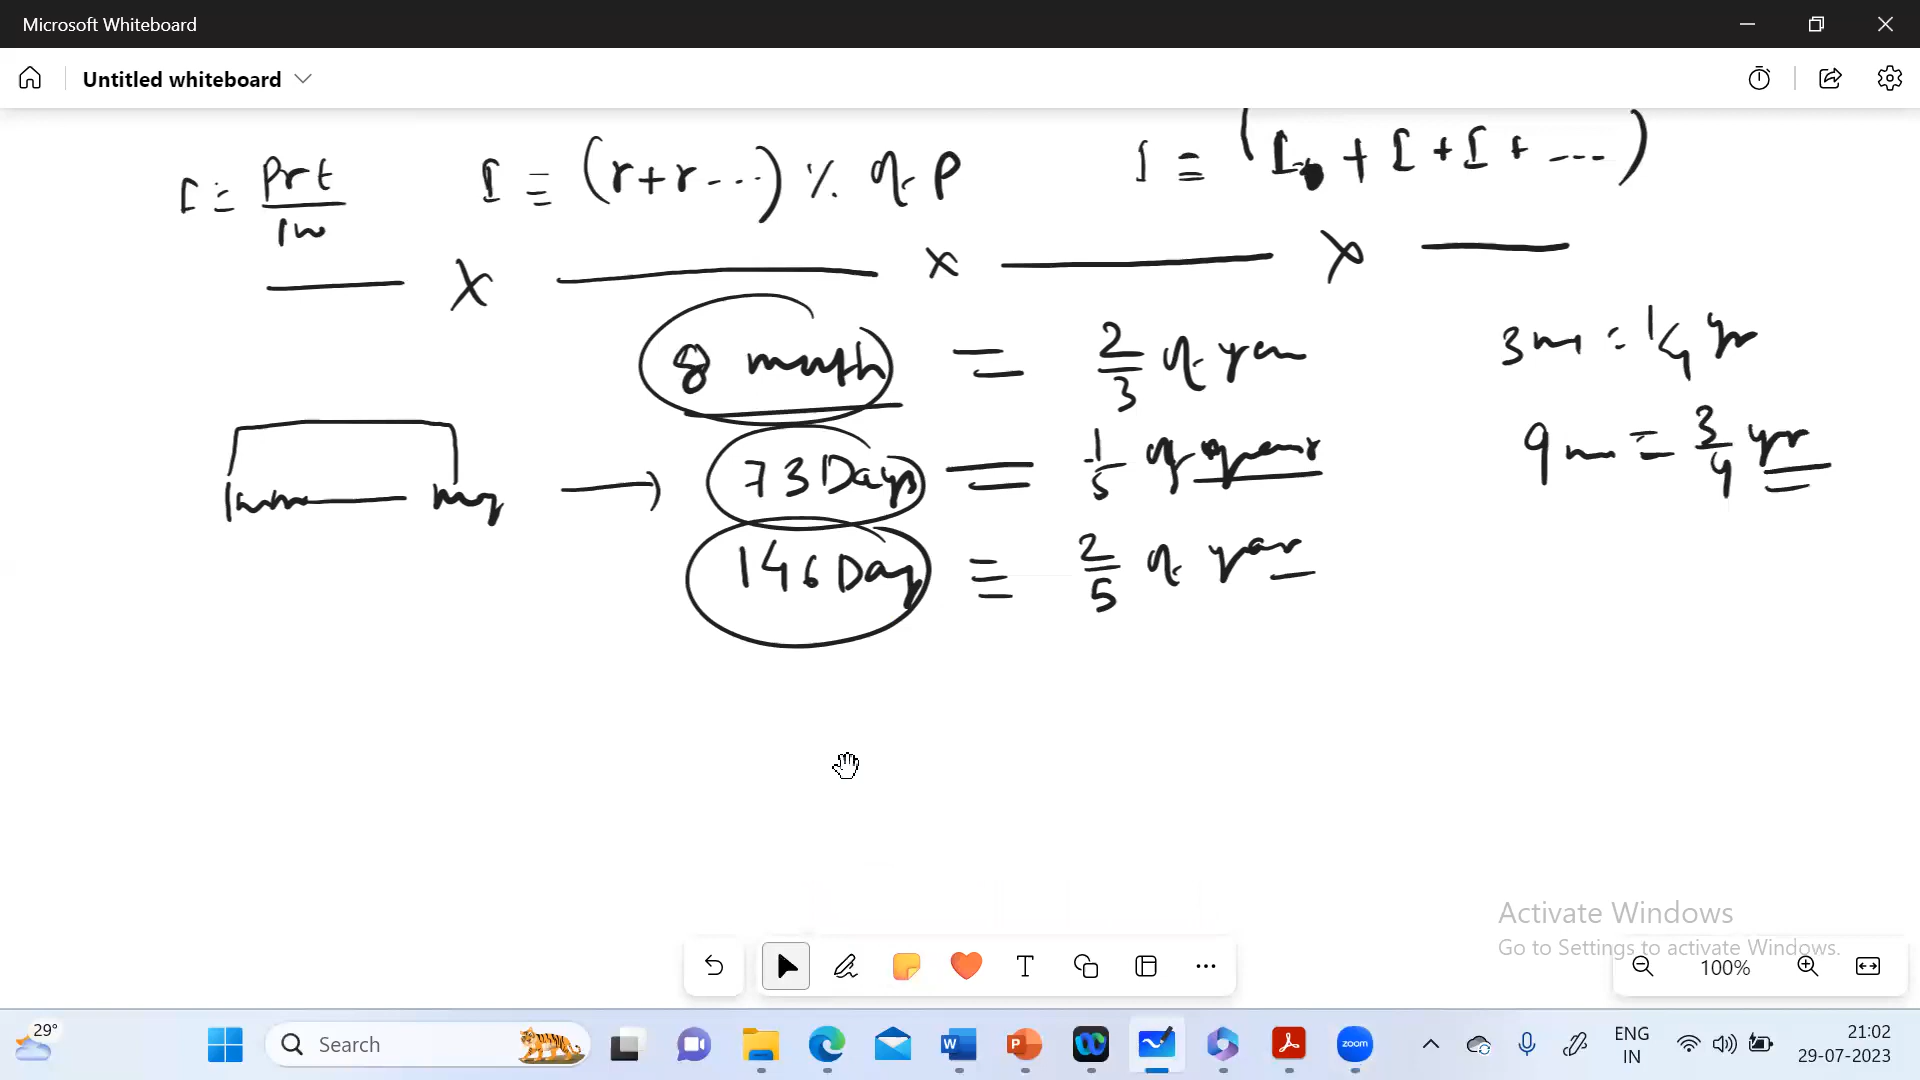 Microsoft Whiteboard
Untitled whiteboard
I = Prt / 100
I = (r+r...) % of P
I = (I + I + I + ...)
8 month = 2/3 of year
3m = 1/4 yr
73 Days = 1/5 of year
9m = 3/4 yr
146 Day = 2/5 of year
Activate Windows
Go to Settings to activate Windows.
T
100%
29°
Search
W
P
zoom
ENG
IN
21:02
29-07-2023